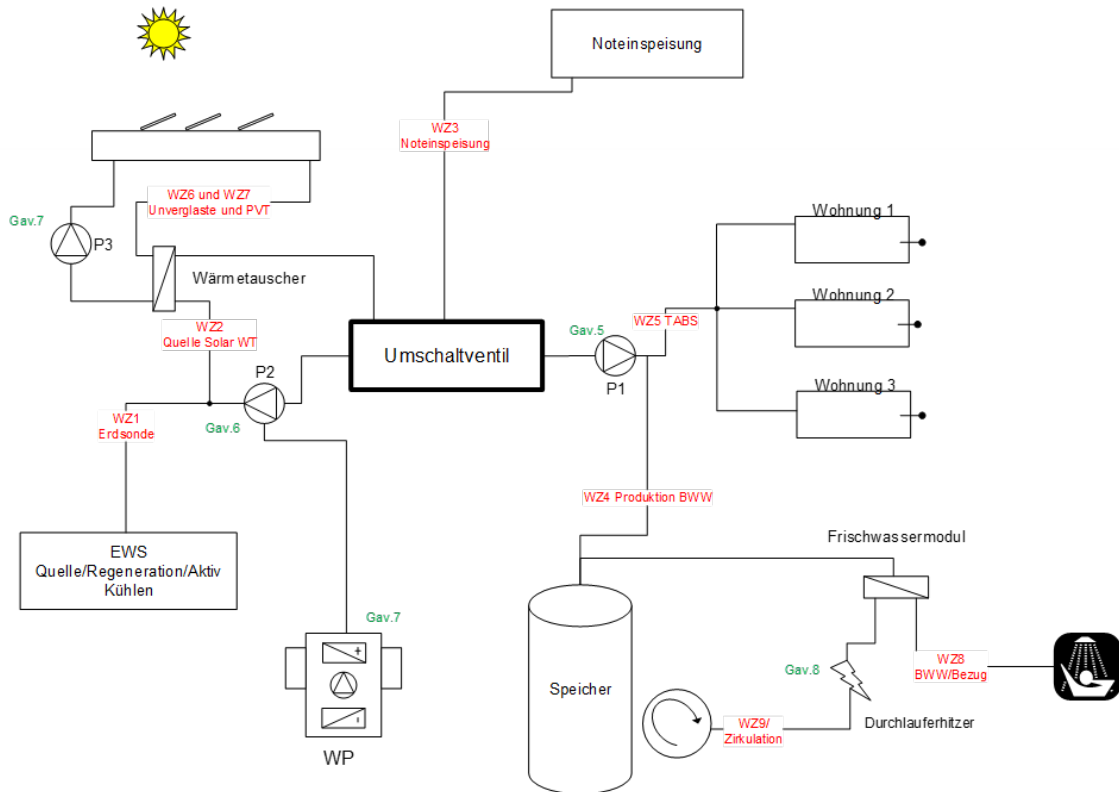 Noteinspeisung
WZ3
Noteinspeisung
WZ6 und WZ7
Unverglaste und PVT
Gav.7
P3
Wärmetauscher
WZ2
Quelle Solar WT
Umschaltventil
Gav.5
P1
WZ5 TABS
Wohnung 1
Wohnung 2
Wohnung 3
P2
Gav.6
WZ1
Erdsonde
EWS
Quelle/Regeneration/Aktiv
Kühlen
WZ4 Produktion BWW
Frischwassermodul
Gav.7
+
-
WP
Speicher
Gav.8
WZ8
BWW/Bezug
WZ9/
Zirkulation
Durchlauferhitzer